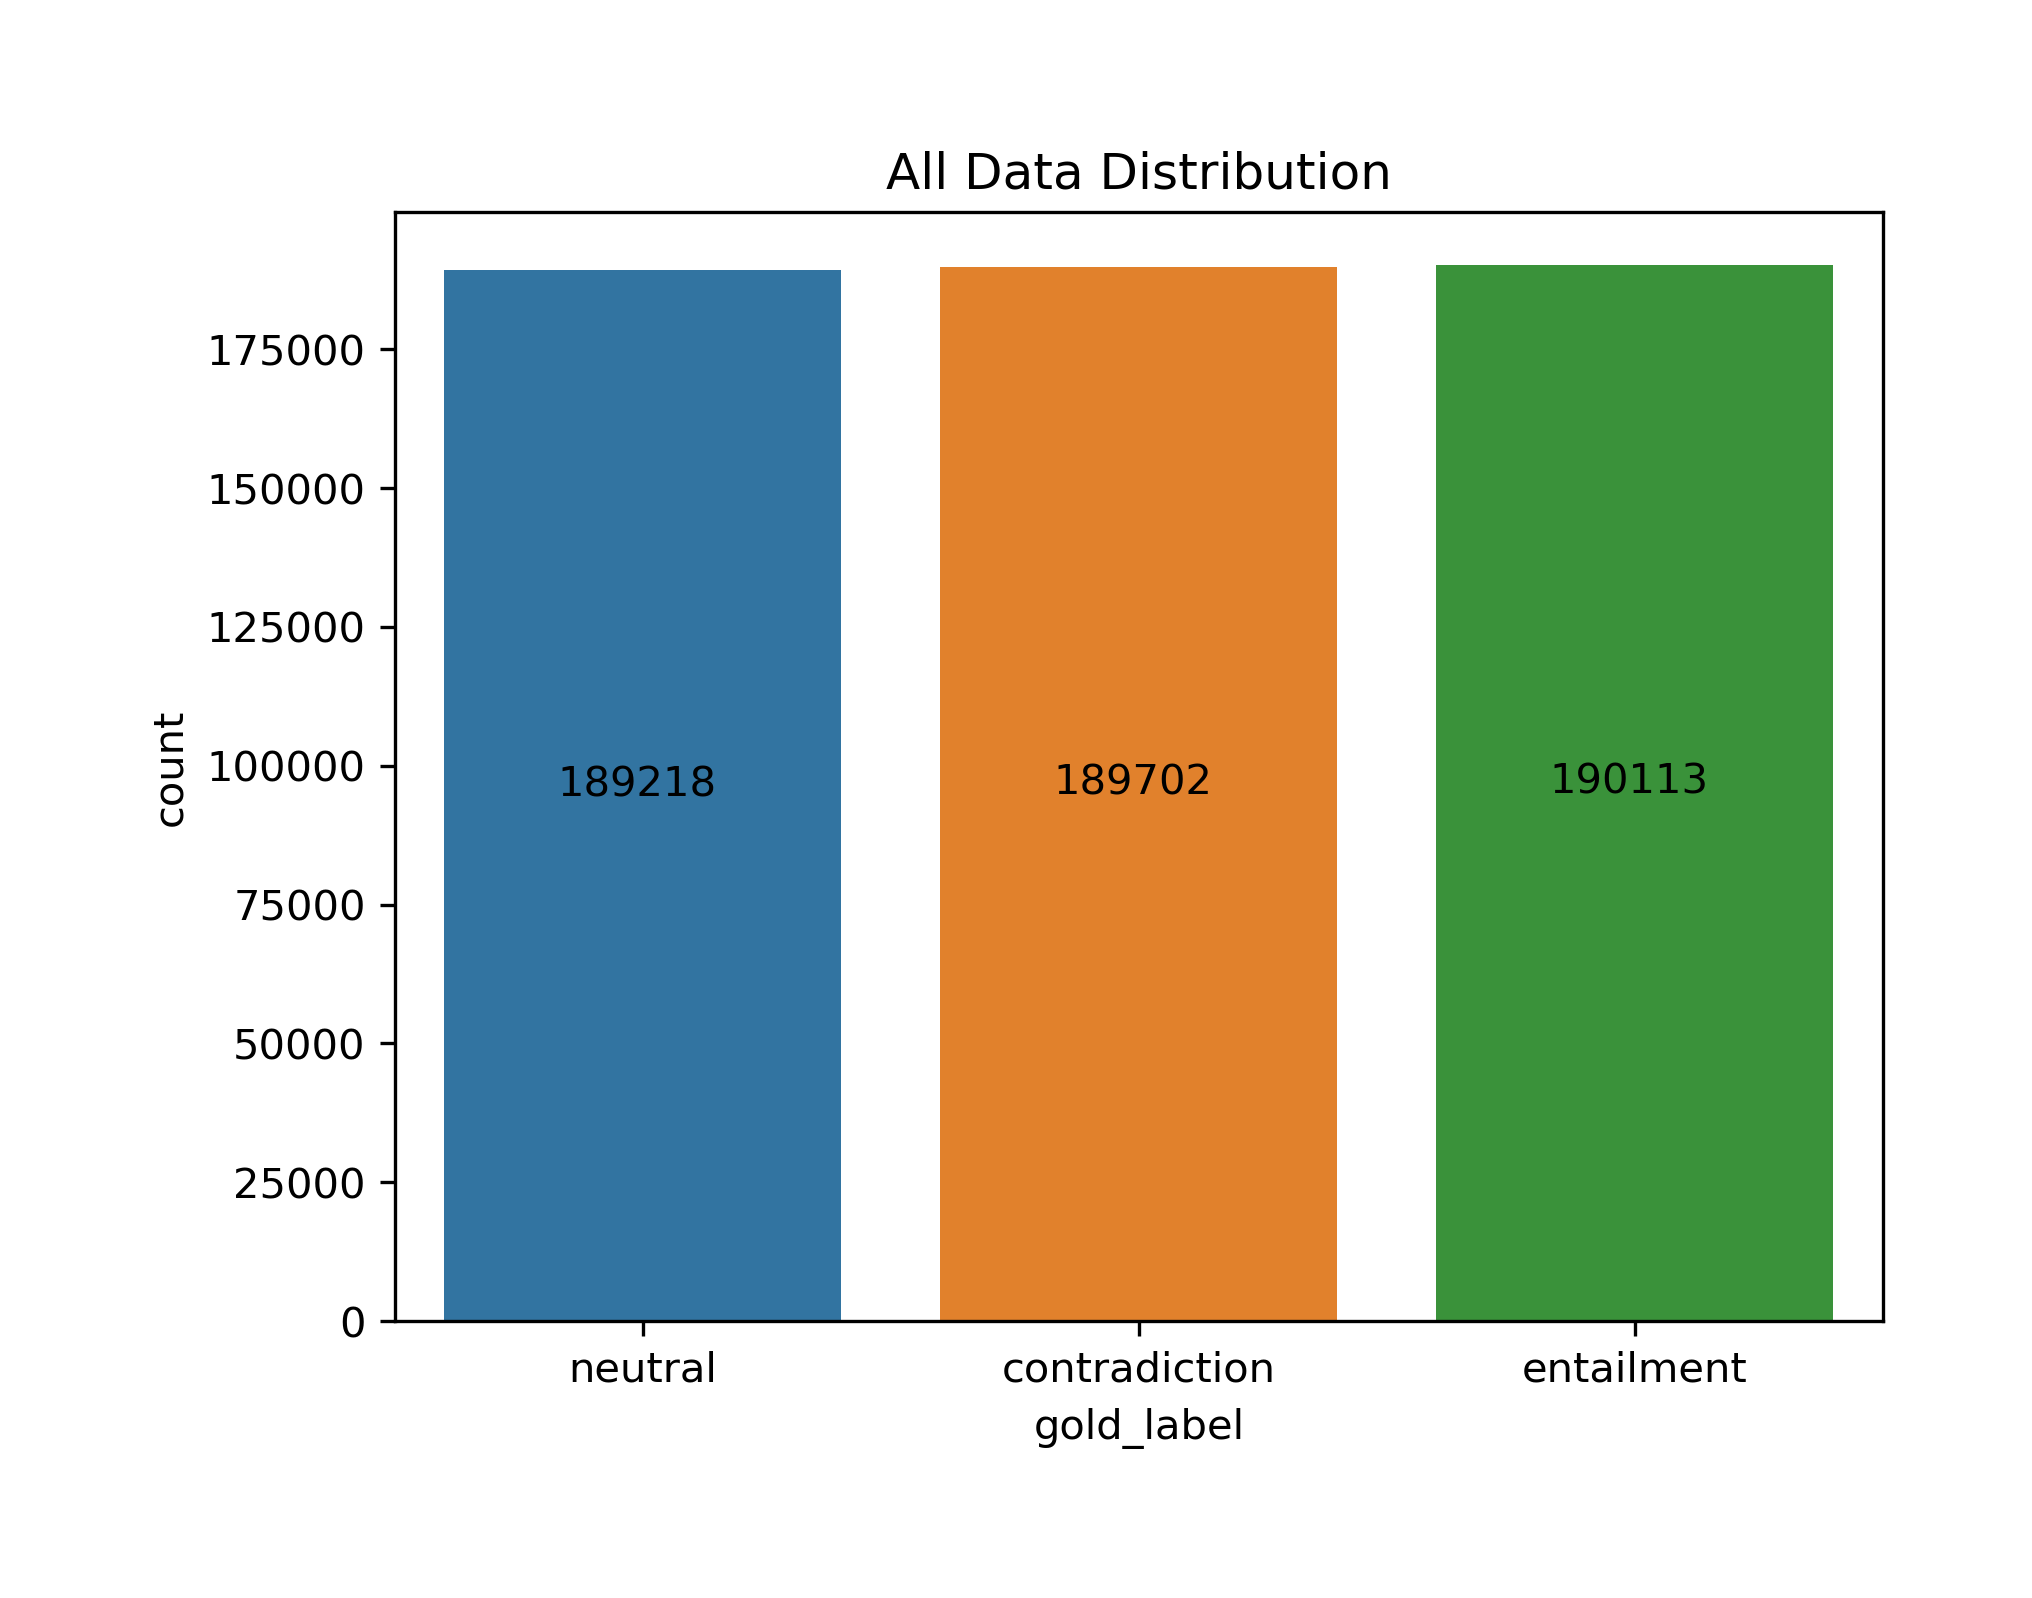 All Data Distribution
175000
150000
125000
100000
75000
50000
25000
0
count
189218
189702
190113
neutral
contradiction
entailment
gold_label